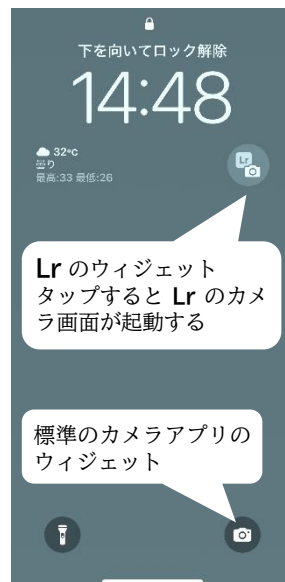 下を向いてロック解除
14:48
32°C
曇り
最高:33 最低:26
Lr
Lr のウィジェット
タップすると Lr のカメ
ラ画面が起動する
標準のカメラアプリの
ウィジェット